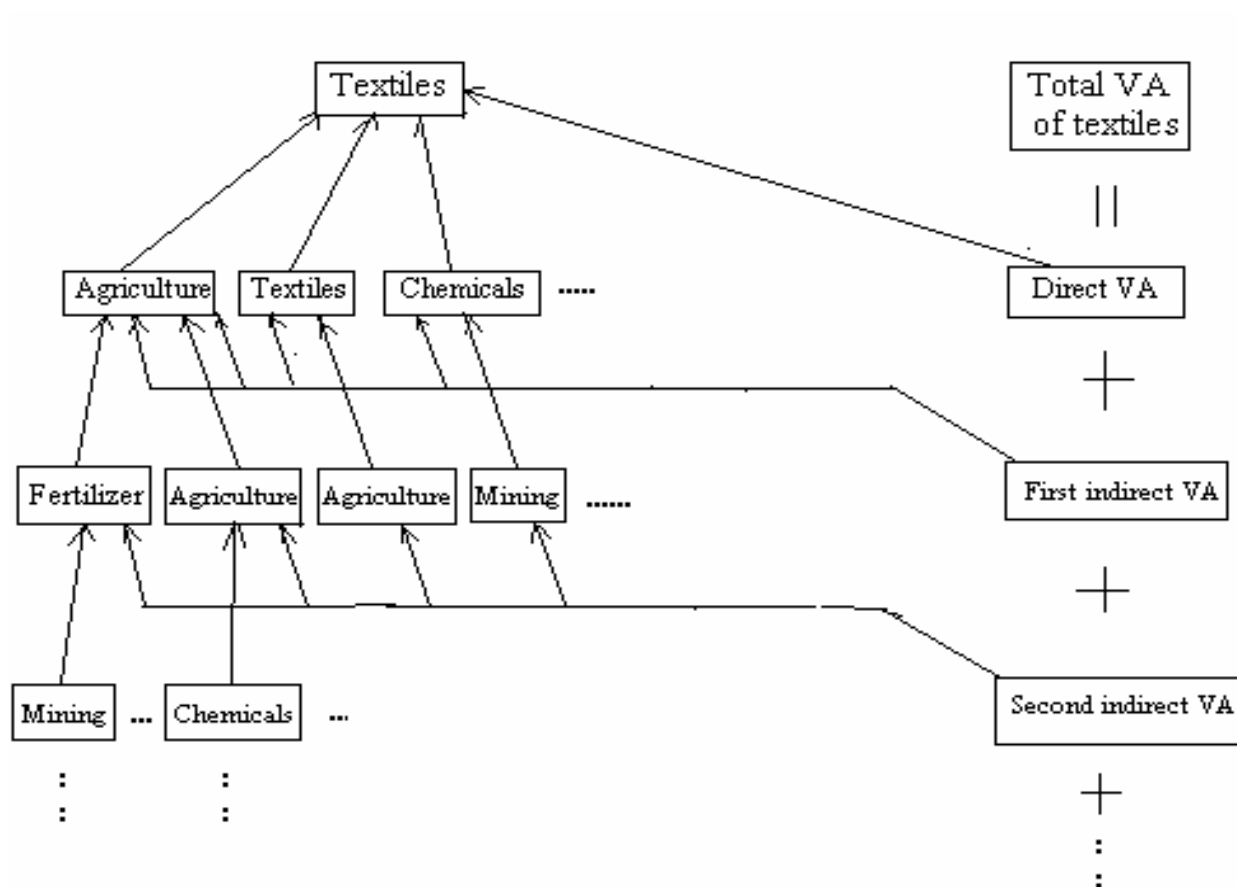 Textiles
Total VA
of textiles
||
Agriculture
Textiles
Chemicals
.....
Direct VA
+
Fertilizer
Agriculture
Agriculture
Mining
......
First indirect VA
+
Mining
...
Chemicals
...
Second indirect VA
:
:
:
:
+
:
: